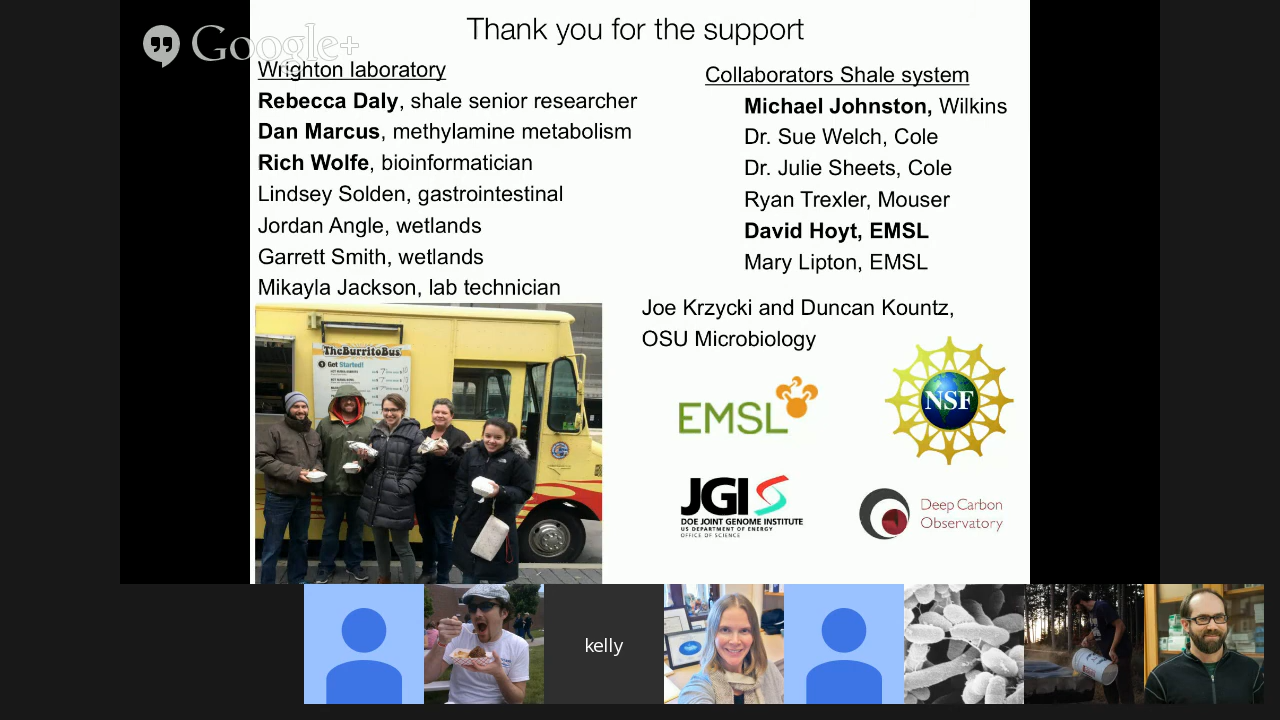 Google+
Thank you for the support
Wrighton laboratory
Rebecca Daly, shale senior researcher
Dan Marcus, methylamine metabolism
Rich Wolfe, bioinformatician
Lindsey Solden, gastrointestinal
Jordan Angle, wetlands
Garrett Smith, wetlands
Mikayla Jackson, lab technician
Collaborators Shale system
Michael Johnston, Wilkins
Dr. Sue Welch, Cole
Dr. Julie Sheets, Cole
Ryan Trexler, Mouser
David Hoyt, EMSL
Mary Lipton, EMSL
Joe Krzycki and Duncan Kountz,
OSU Microbiology
TheBurritoBus
Get Started!
EMSL
NSF
JGI
DOE JOINT GENOME INSTITUTE
US DEPARTMENT OF ENERGY
OFFICE OF SCIENCE
Deep Carbon
Observatory
kelly